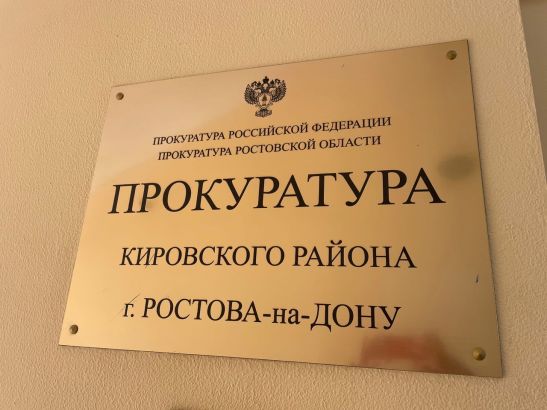 ПРОКУРАТУРА РОССИЙСКОЙ ФЕДЕРАЦИИ
ПРОКУРАТУРА РОСТОВСКОЙ ОБЛАСТИ
ПРОКУРАТУРА
КИРОВСКОГО РАЙОНА
г. РОСТОВА-на-ДОНУ